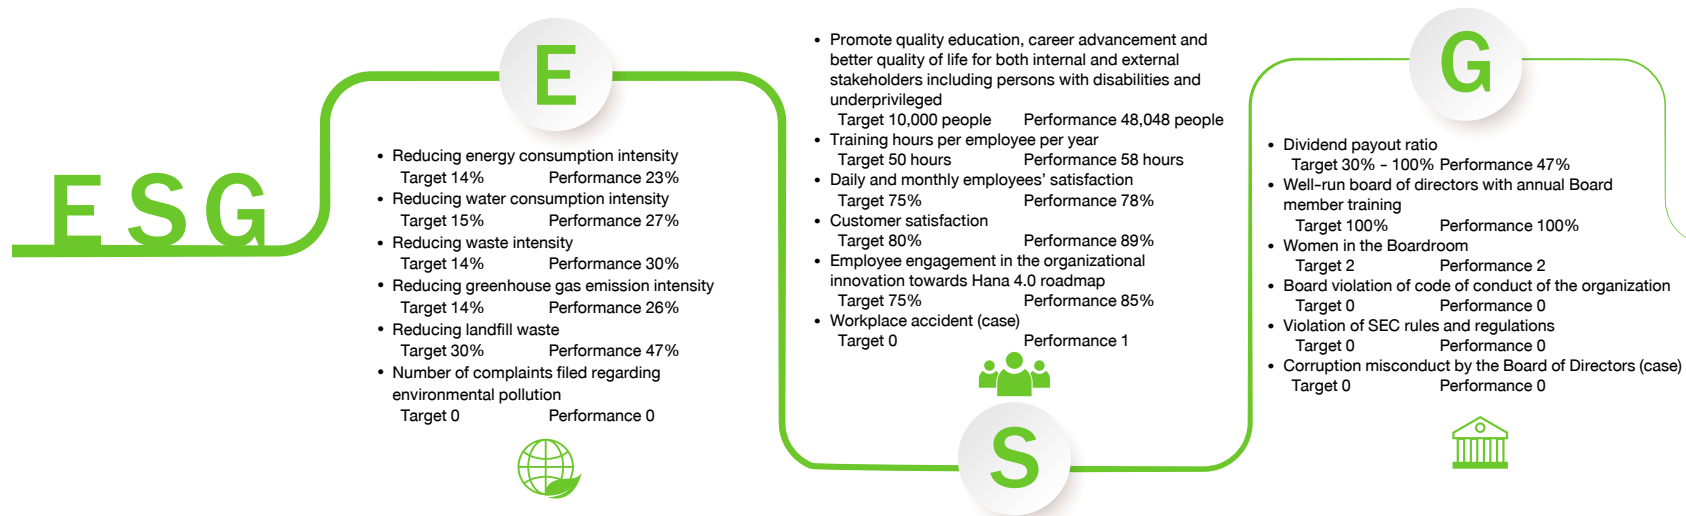 ESG
E
• Reducing energy consumption intensity
Target 14% Performance 23%
• Reducing water consumption intensity
Target 15% Performance 27%
• Reducing waste intensity
Target 14% Performance 30%
• Reducing greenhouse gas emission intensity
Target 14% Performance 26%
• Reducing landfill waste
Target 30% Performance 47%
• Number of complaints filed regarding
environmental pollution
Target 0 Performance 0
• Promote quality education, career advancement and
better quality of life for both internal and external
stakeholders including persons with disabilities and
underprivileged
Target 10,000 people Performance 48,048 people
• Training hours per employee per year
Target 50 hours Performance 58 hours
• Daily and monthly employees’ satisfaction
Target 75% Performance 78%
• Customer satisfaction
Target 80% Performance 89%
• Employee engagement in the organizational
innovation towards Hana 4.0 roadmap
Target 75% Performance 85%
• Workplace accident (case)
Target 0 Performance 1
S
G
• Dividend payout ratio
Target 30% - 100% Performance 47%
• Well-run board of directors with annual Board
member training
Target 100% Performance 100%
• Women in the Boardroom
Target 2 Performance 2
• Board violation of code of conduct of the organization
Target 0 Performance 0
• Violation of SEC rules and regulations
Target 0 Performance 0
• Corruption misconduct by the Board of Directors (case)
Target 0 Performance 0